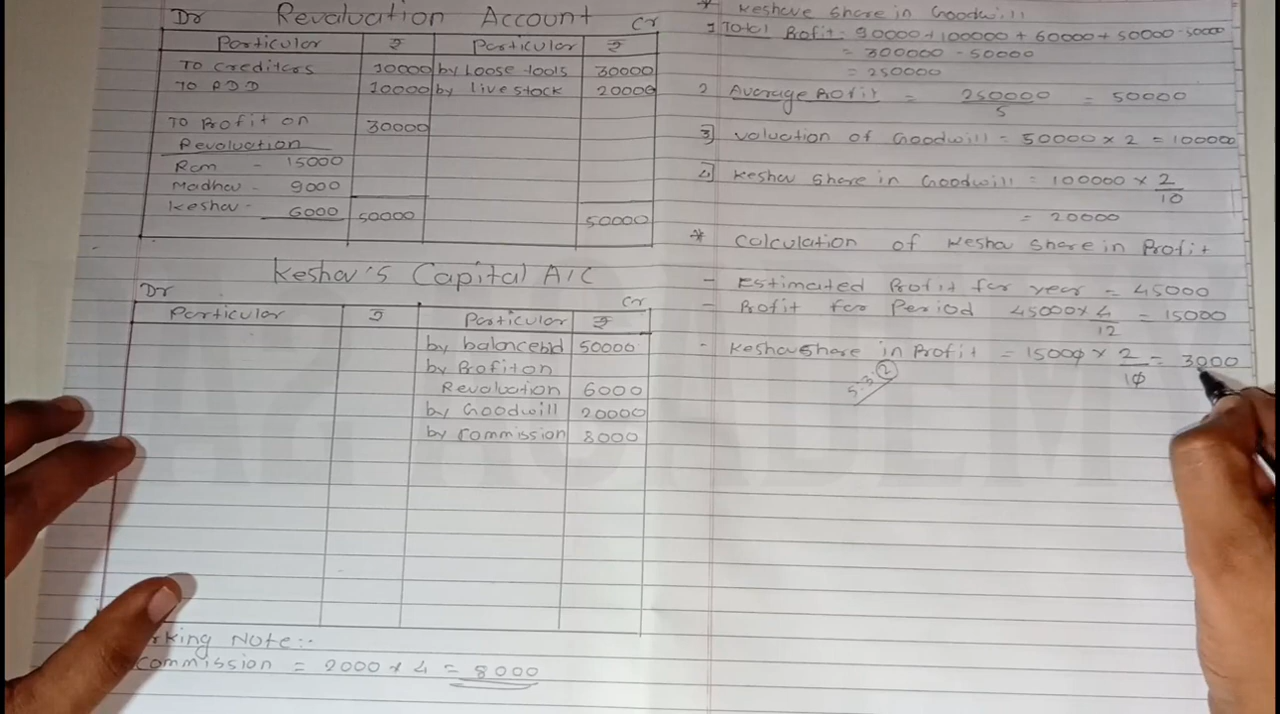 Dr Revaluation Account Cr
Particular ₹ Particular ₹
TO creditors 10000 by Loose tools 30000
TO RDD 10000 by live stock 20000
TO Profit on 30000
Revaluation
Ram - 15000
Madhav - 9000
Keshav - 6000 50000 50000
Keshav's Capital A/C
Dr Cr
Particular ₹ Particular ₹
by balance b/d 50000
by Profit on
Revaluation 6000
by Goodwill 20000
by commission 8000
rking Note:-
commission = 2000 × 4 = 8000
* Keshave Share in Goodwill
1] Total Profit = 90000 + 100000 + 60000 + 50000 - 50000
= 300000 - 50000
= 250000
2 Average Profit = 250000 / 5 = 50000
3] valuation of Goodwill = 50000 × 2 = 100000
4] Keshav Share in Goodwill = 100000 × 2/10
= 20000
* Calculation of Kesha Share in Profit
- Estimated Profit for year = 45000
- Profit for Period 45000 × 4/12 = 15000
- Keshav Share in Profit = 15000 × 2/10 = 3000
5:3:2